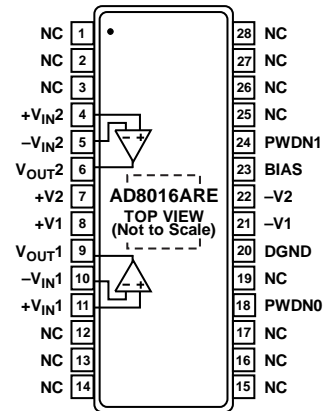 NC 1 28 NC
NC 2 27 NC
NC 3 26 NC
+VIN2 4 25 NC
–VIN2 5 24 PWDN1
– +
VOUT2 6 23 BIAS
+V2 7 AD8016ARE 22 –V2
+V1 8 TOP VIEW 21 –V1
(Not to Scale)
VOUT1 9 20 DGND
–VIN1 10 19 NC
– +
+VIN1 11 18 PWDN0
NC 12 17 NC
NC 13 16 NC
NC 14 15 NC